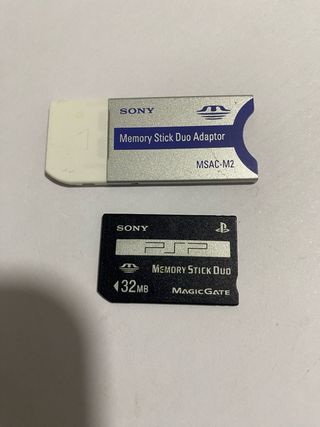 SONY
Memory Stick Duo Adaptor
MSAC-M2
SONY
PSP
MEMORY STICK DUO
32MB
MAGICGATE